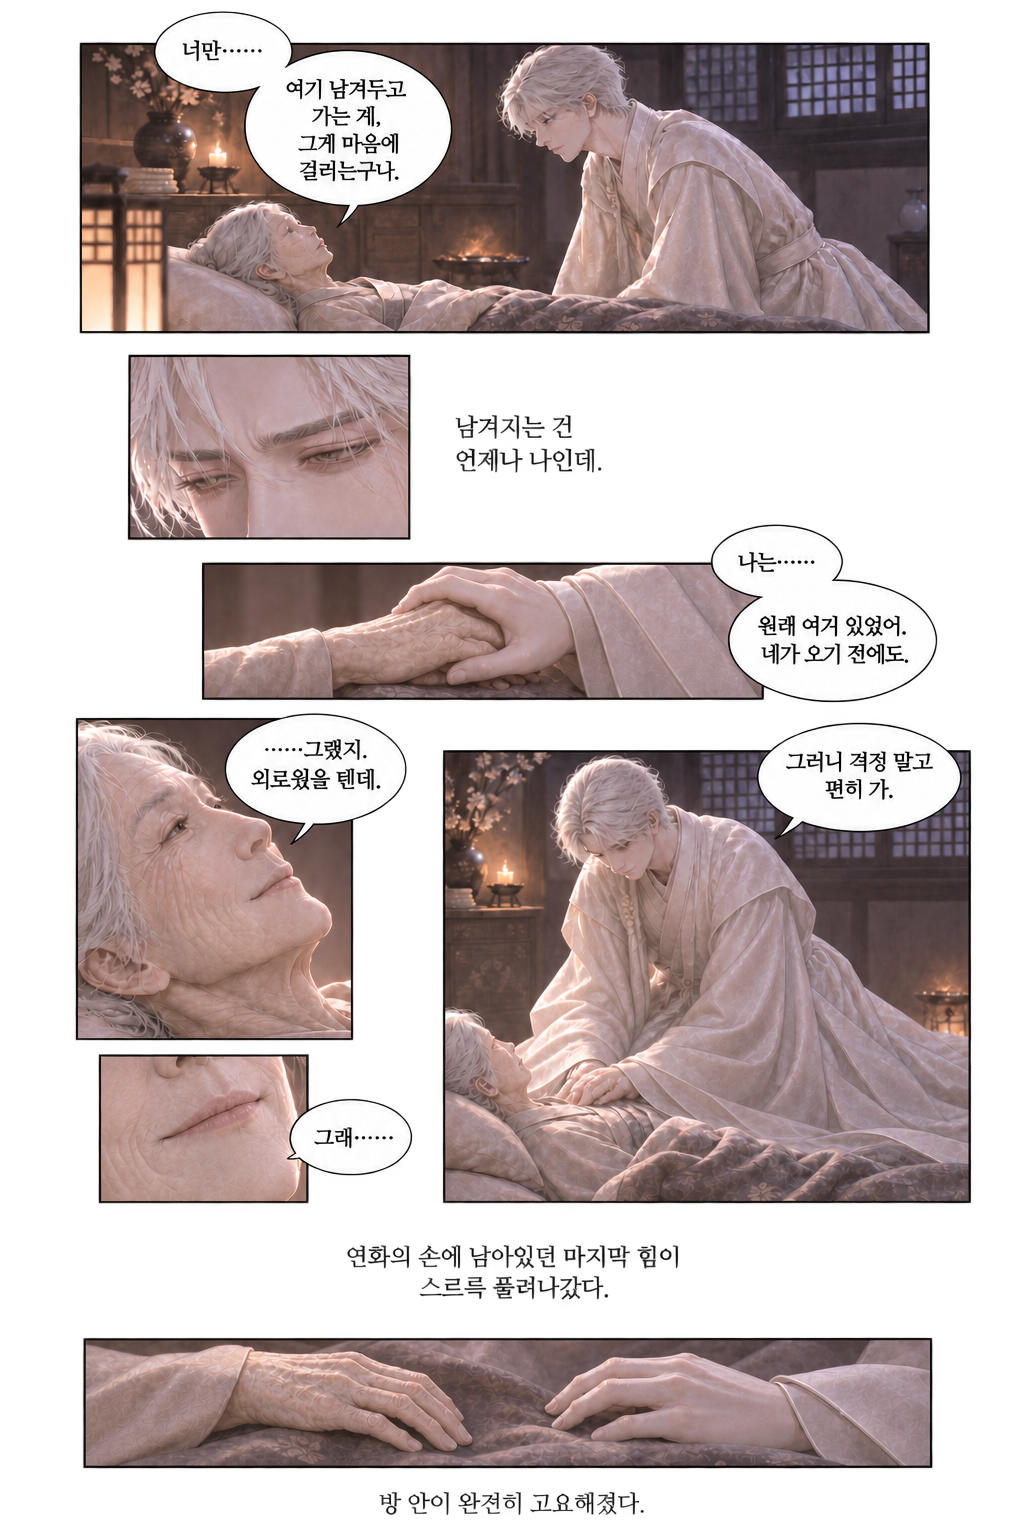 너만……
여기 남겨두고
가는 게,
그게 마음에
걸러는구나.
남겨지는 건
언제나 나인데.
나는……
원래 여거 있었어.
네가 오기 전에도.
……그랬지.
외로웠을 텐데.
그러니 걱정 말고
편히 가.
그래……
연화의 손에 남아있던 마지막 힘이
스르륵 풀려나갔다.
방 안이 완전히 고요해졌다.